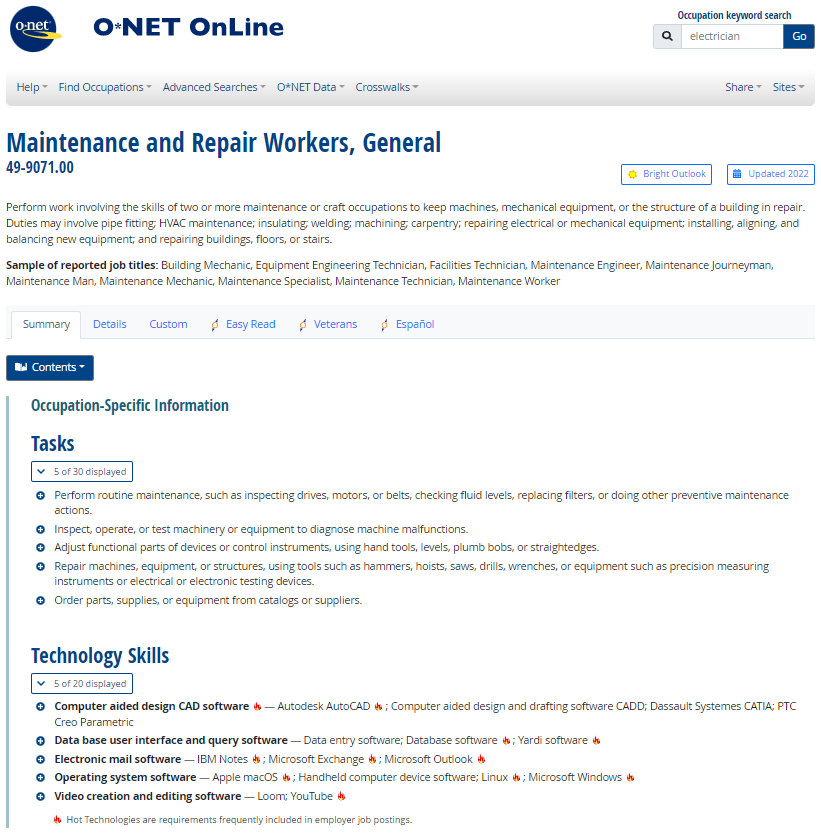 o·net
O*NET OnLine
Occupation keyword search
electrician
Go
Help
Find Occupations
Advanced Searches
O*NET Data
Crosswalks
Share
Sites
Maintenance and Repair Workers, General
49-9071.00
Bright Outlook
Updated 2022
Perform work involving the skills of two or more maintenance or craft occupations to keep machines, mechanical equipment, or the structure of a building in repair.
Duties may involve pipe fitting; HVAC maintenance; insulating; welding; machining; carpentry; repairing electrical or mechanical equipment; installing, aligning, and
balancing new equipment; and repairing buildings, floors, or stairs.
Sample of reported job titles: Building Mechanic, Equipment Engineering Technician, Facilities Technician, Maintenance Engineer, Maintenance Journeyman,
Maintenance Man, Maintenance Mechanic, Maintenance Specialist, Maintenance Technician, Maintenance Worker
Summary
Details
Custom
Easy Read
Veterans
Español
Contents
Occupation-Specific Information
Tasks
5 of 30 displayed
Perform routine maintenance, such as inspecting drives, motors, or belts, checking fluid levels, replacing filters, or doing other preventive maintenance
actions.
Inspect, operate, or test machinery or equipment to diagnose machine malfunctions.
Adjust functional parts of devices or control instruments, using hand tools, levels, plumb bobs, or straightedges.
Repair machines, equipment, or structures, using tools such as hammers, hoists, saws, drills, wrenches, or equipment such as precision measuring
instruments or electrical or electronic testing devices.
Order parts, supplies, or equipment from catalogs or suppliers.
Technology Skills
5 of 20 displayed
Computer aided design CAD software — Autodesk AutoCAD ; Computer aided design and drafting software CADD; Dassault Systemes CATIA; PTC
Creo Parametric
Data base user interface and query software — Data entry software; Database software ; Yardi software
Electronic mail software — IBM Notes ; Microsoft Exchange ; Microsoft Outlook
Operating system software — Apple macOS ; Handheld computer device software; Linux ; Microsoft Windows
Video creation and editing software — Loom; YouTube
Hot Technologies are requirements frequently included in employer job postings.